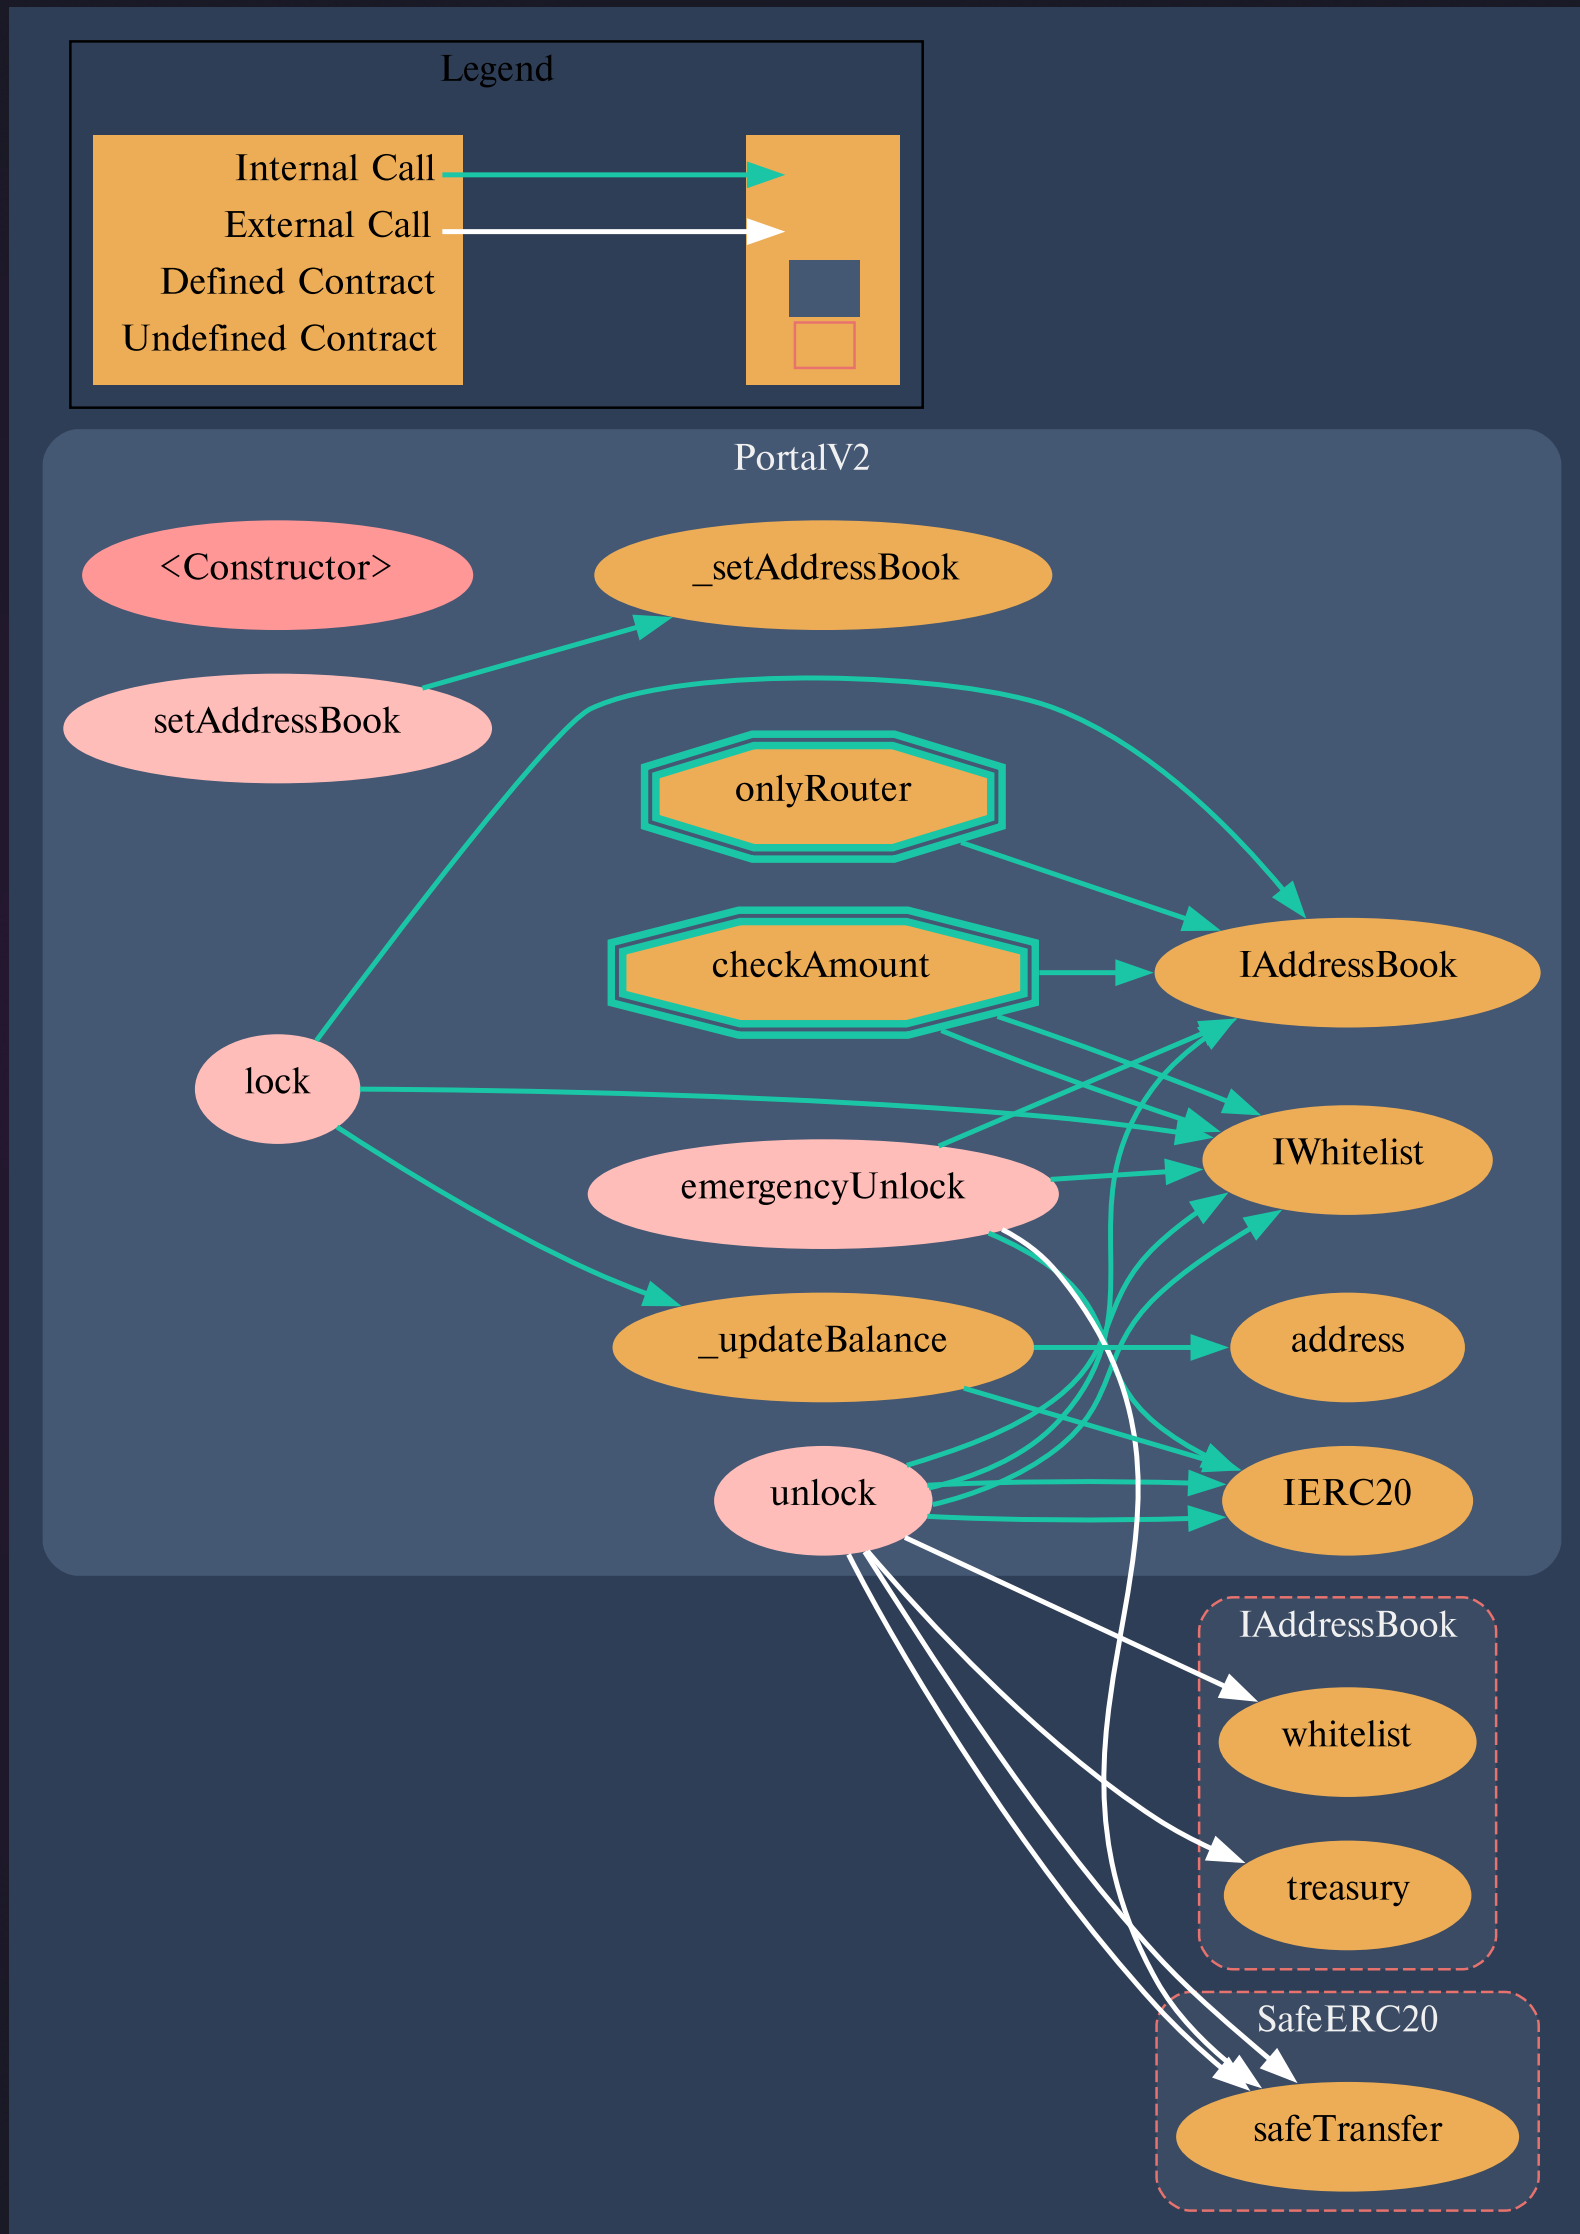 Legend
Internal Call
External Call
Defined Contract
Undefined Contract
PortalV2
<Constructor>
_setAddressBook
setAddressBook
onlyRouter
checkAmount
IAddressBook
lock
IWhitelist
emergencyUnlock
_updateBalance
address
unlock
IERC20
IAddressBook
whitelist
treasury
SafeERC20
safeTransfer